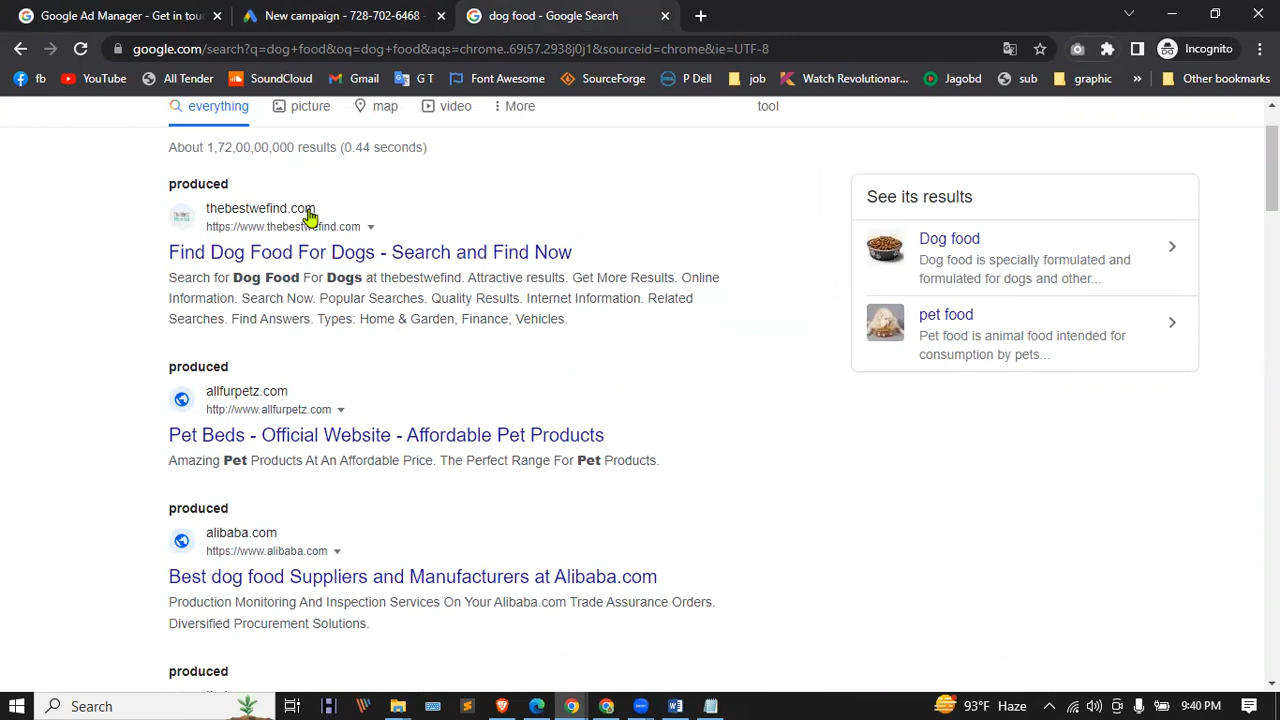 Google Ad Manager - Get in tou
New campaign - 728-702-6468 -
dog food - Google Search
google.com/search?q=dog+food&oq=dog+food&aqs=chrome..69i57.2938j0j1&sourceid=chrome&ie=UTF-8
Incognito
fb
YouTube
All Tender
SoundCloud
Gmail
G T
Font Awesome
SourceForge
P Dell
job
Watch Revolutionar...
Jagobd
sub
graphic
»
Other bookmarks
everything
picture
map
video
More
tool
About 1,72,00,00,000 results (0.44 seconds)
produced
thebestwefind.com
https://www.thebestwefind.com
Find Dog Food For Dogs - Search and Find Now
Search for Dog Food For Dogs at thebestwefind. Attractive results. Get More Results. Online
Information. Search Now. Popular Searches. Quality Results. Internet Information. Related
Searches. Find Answers. Types: Home & Garden, Finance, Vehicles.
produced
allfurpetz.com
http://www.allfurpetz.com
Pet Beds - Official Website - Affordable Pet Products
Amazing Pet Products At An Affordable Price. The Perfect Range For Pet Products.
produced
alibaba.com
https://www.alibaba.com
Best dog food Suppliers and Manufacturers at Alibaba.com
Production Monitoring And Inspection Services On Your Alibaba.com Trade Assurance Orders.
Diversified Procurement Solutions.
produced
See its results
Dog food
Dog food is specially formulated and
formulated for dogs and other...
pet food
Pet food is animal food intended for
consumption by pets...
Search
93°F Haze
9:40 PM